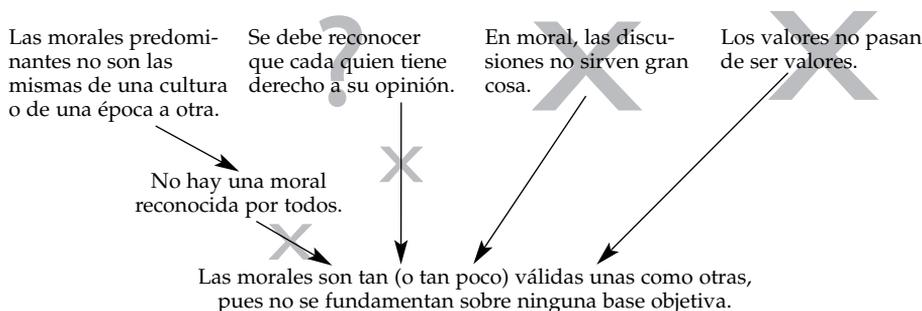 Las morales predomi-
nantes no son las
mismas de una cultura
o de una época a otra.
Se debe reconocer
que cada quien tiene
derecho a su opinión.
En moral, las discu-
siones no sirven gran
cosa.
Los valores no pasan
de ser valores.
?
X
X
No hay una moral
reconocida por todos.
X
X
Las morales son tan (o tan poco) válidas unas como otras,
pues no se fundamentan sobre ninguna base objetiva.